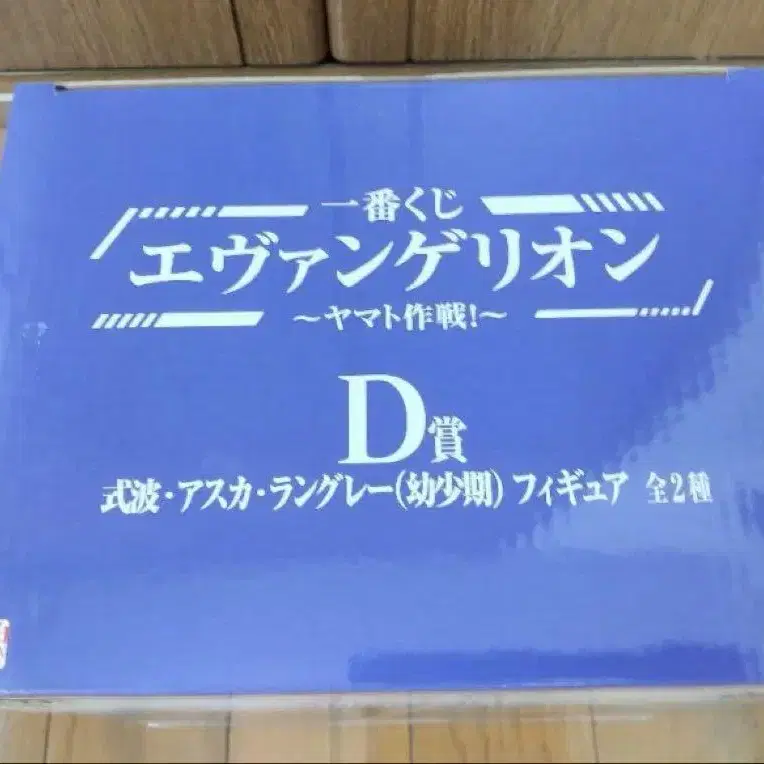 一番くじ
エヴァンゲリオン
～ヤマト作戦!～
D賞
式波・アスカ・ラングレー(幼少期) フィギュア 全2種